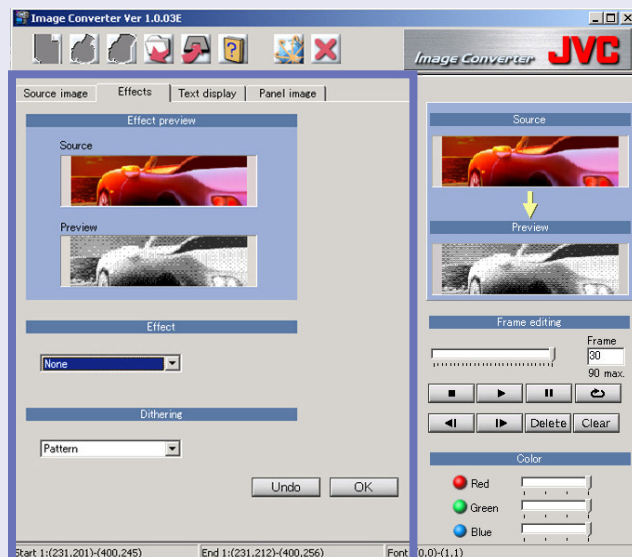 Image Converter Ver 1.0.03E
Image Converter JVC
Source image Effects Text display Panel image
Effect preview
Source
Preview
Effect
None
Dithering
Pattern
Undo OK
Source
Preview
Frame editing
Frame
30
90 max.
Delete Clear
Color
Red
Green
Blue
Start 1:(231,201)-(400,245) End 1:(231,212)-(400,256) Font (0,0)-(1,1)